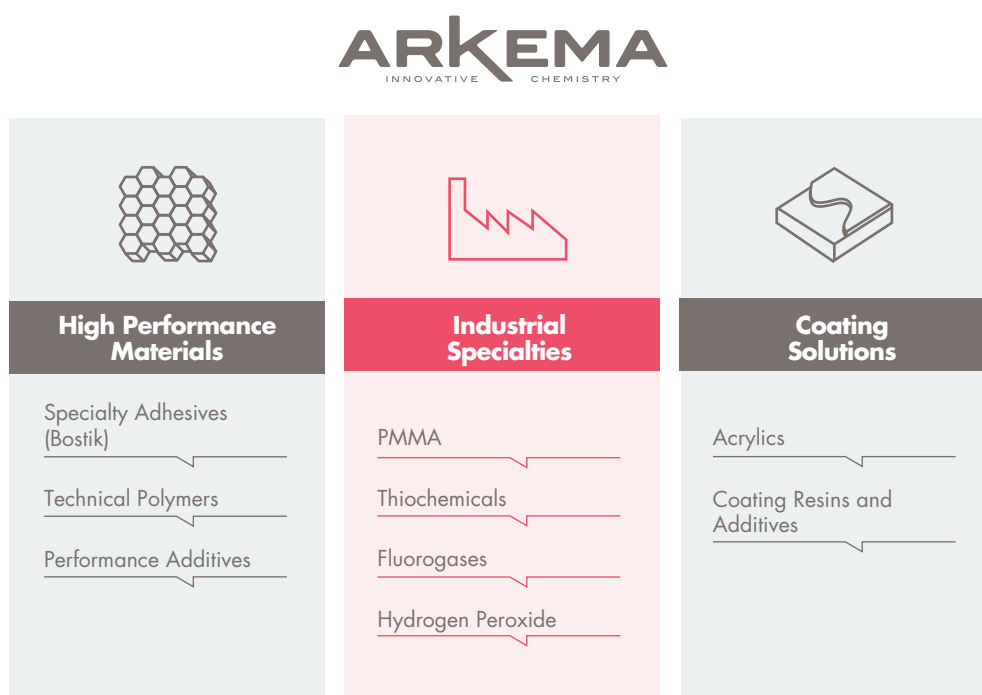 ARKEMA
INNOVATIVE CHEMISTRY
High Performance
Materials
Specialty Adhesives
(Bostik)
Technical Polymers
Performance Additives
Industrial
Specialties
PMMA
Thiochemicals
Fluorogases
Hydrogen Peroxide
Coating
Solutions
Acrylics
Coating Resins and
Additives